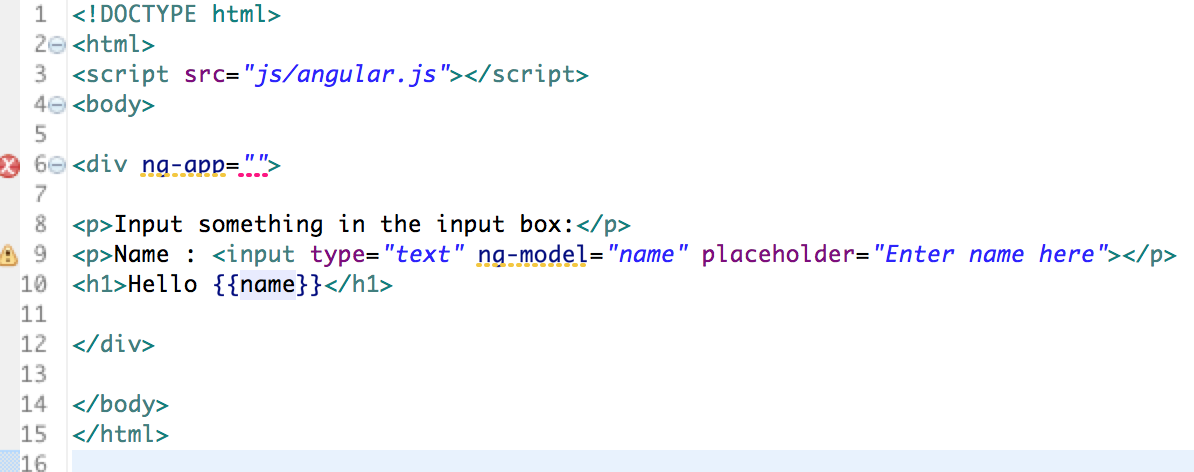 1 <!DOCTYPE html>
2 <html>
3 <script src="js/angular.js"></script>
4 <body>
5
6 <div ng-app="">
7
8 <p>Input something in the input box:</p>
9 <p>Name : <input type="text" ng-model="name" placeholder="Enter name here"></p>
10 <h1>Hello {{name}}</h1>
11
12 </div>
13
14 </body>
15 </html>
16